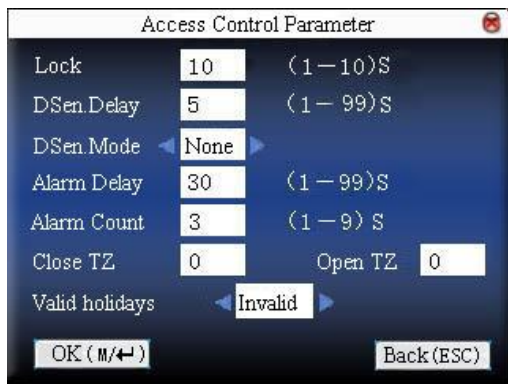 Access Control Parameter
Lock 10 (1－10)S
DSen.Delay 5 (1－ 99)S
DSen.Mode None
Alarm Delay 30 (1－99)S
Alarm Count 3 (1－9) S
Close TZ 0 Open TZ 0
Valid holidays Invalid
OK(M/↵) Back(ESC)